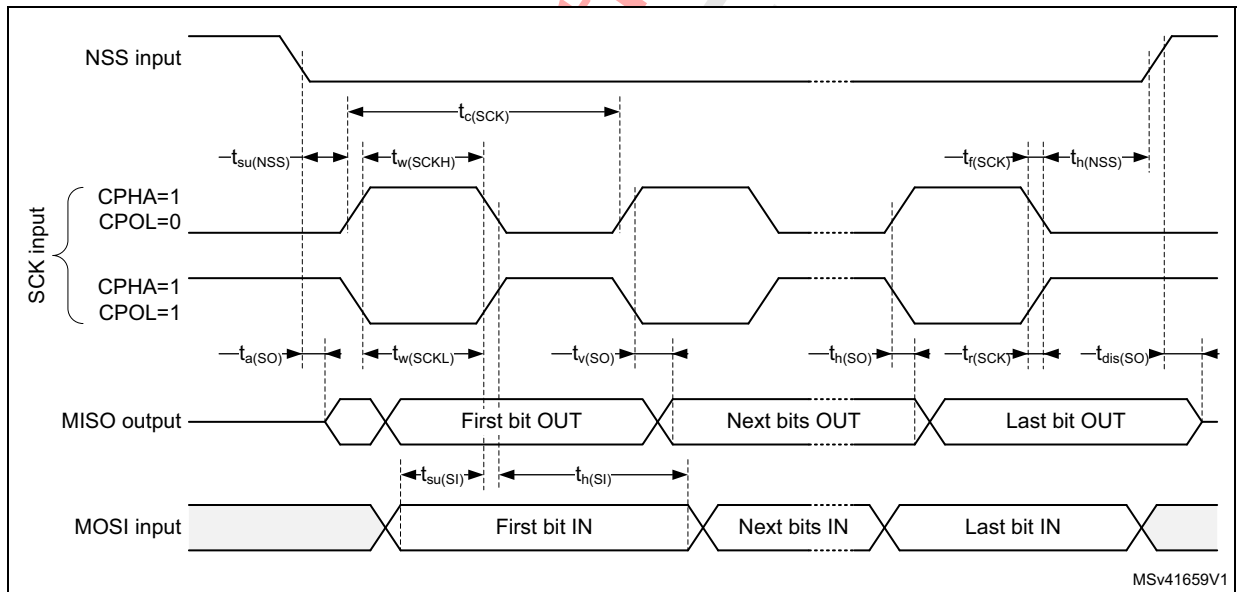 NSS input
tc(SCK)
tsu(NSS)
tw(SCKH)
tf(SCK)
th(NSS)
SCK input
CPHA=1
CPOL=0
CPHA=1
CPOL=1
ta(SO)
tw(SCKL)
tv(SO)
th(SO)
tr(SCK)
tdis(SO)
MISO output
First bit OUT
Next bits OUT
Last bit OUT
tsu(SI)
th(SI)
MOSI input
First bit IN
Next bits IN
Last bit IN
MSv41659V1